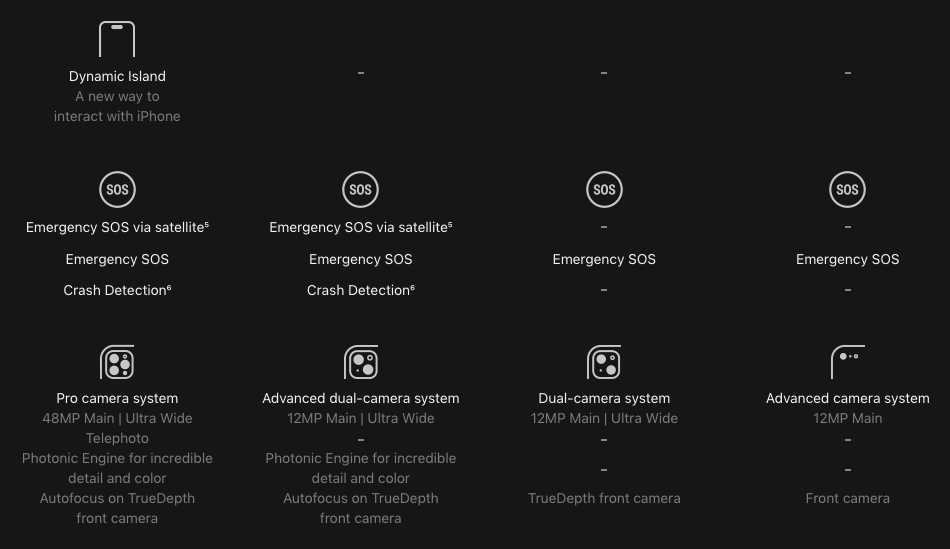 Dynamic Island
A new way to
interact with iPhone
–
–
–
SOS
Emergency SOS via satellite⁵
Emergency SOS
Crash Detection⁶
SOS
Emergency SOS via satellite⁵
Emergency SOS
Crash Detection⁶
SOS
–
Emergency SOS
–
SOS
–
Emergency SOS
–
Pro camera system
48MP Main | Ultra Wide
Telephoto
Photonic Engine for incredible
detail and color
Autofocus on TrueDepth
front camera
Advanced dual-camera system
12MP Main | Ultra Wide
–
Photonic Engine for incredible
detail and color
Autofocus on TrueDepth
front camera
Dual-camera system
12MP Main | Ultra Wide
–
–
TrueDepth front camera
Advanced camera system
12MP Main
–
–
Front camera